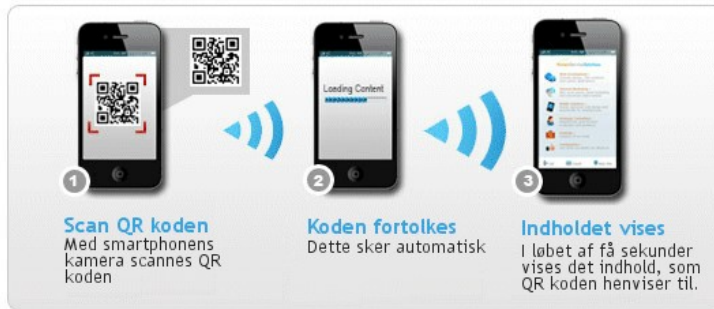 Loading Content
1
2
3
Scan QR koden
Med smartphonens
kamera scannes QR
koden
Koden fortolkes
Dette sker automatisk
Indholdet vises
I løbet af få sekunder
vises det indhold, som
QR koden henviser til.